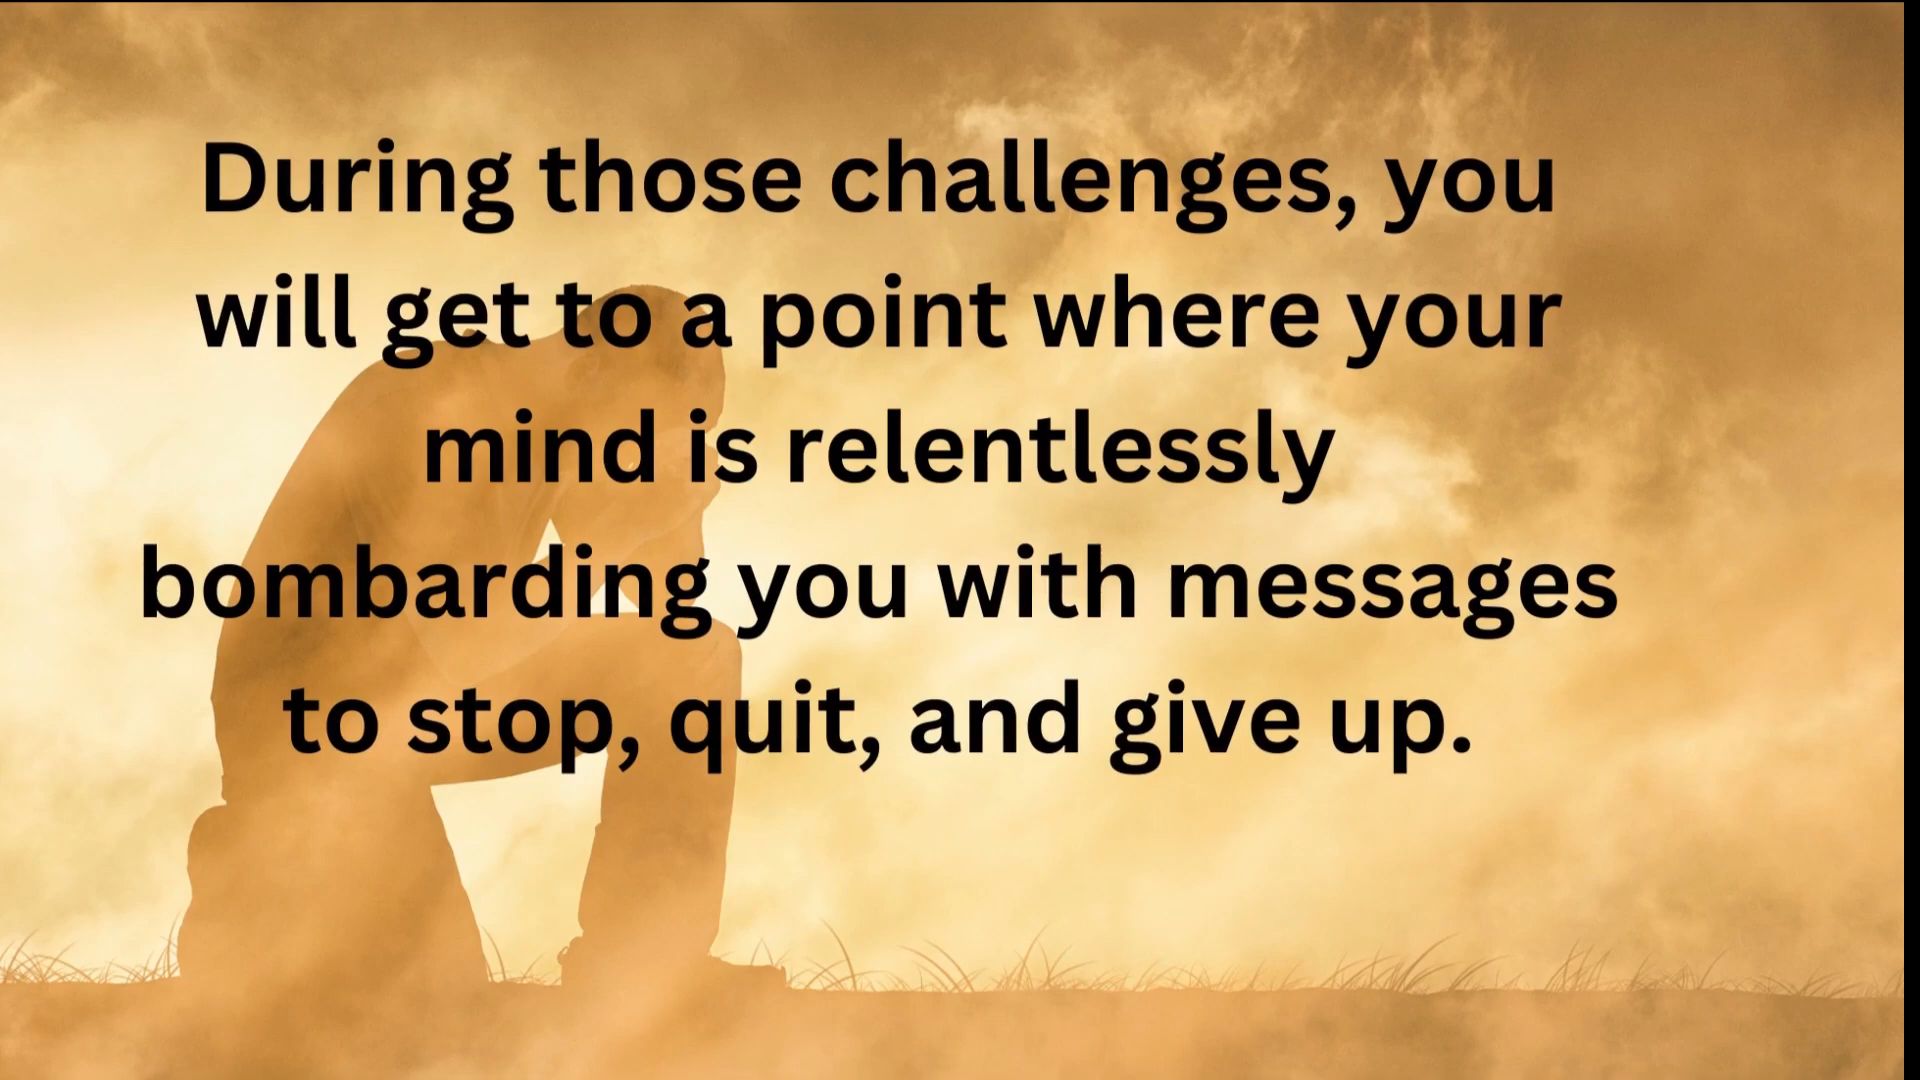 During those challenges, you
will get to a point where your
mind is relentlessly
bombarding you with messages
to stop, quit, and give up.